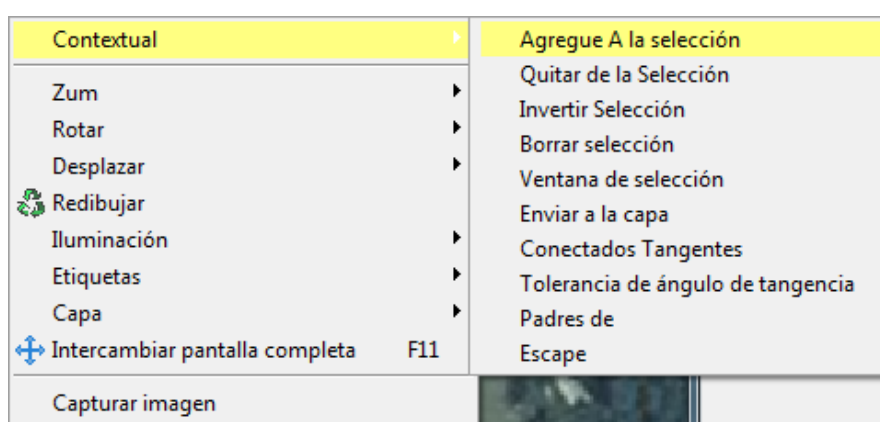 Contextual
Zum
Rotar
Desplazar
Redibujar
Iluminación
Etiquetas
Capa
Intercambiar pantalla completa F11
Capturar imagen
Agregue A la selección
Quitar de la Selección
Invertir Selección
Borrar selección
Ventana de selección
Enviar a la capa
Conectados Tangentes
Tolerancia de ángulo de tangencia
Padres de
Escape